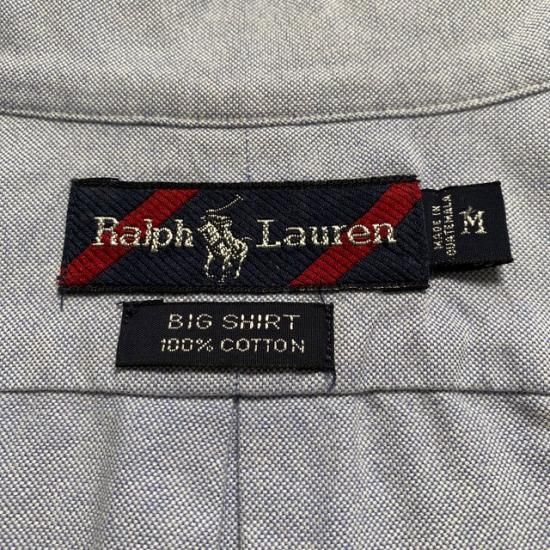 Ralph Lauren
MADE IN
GUATEMALA
M
BIG SHIRT
100% COTTON